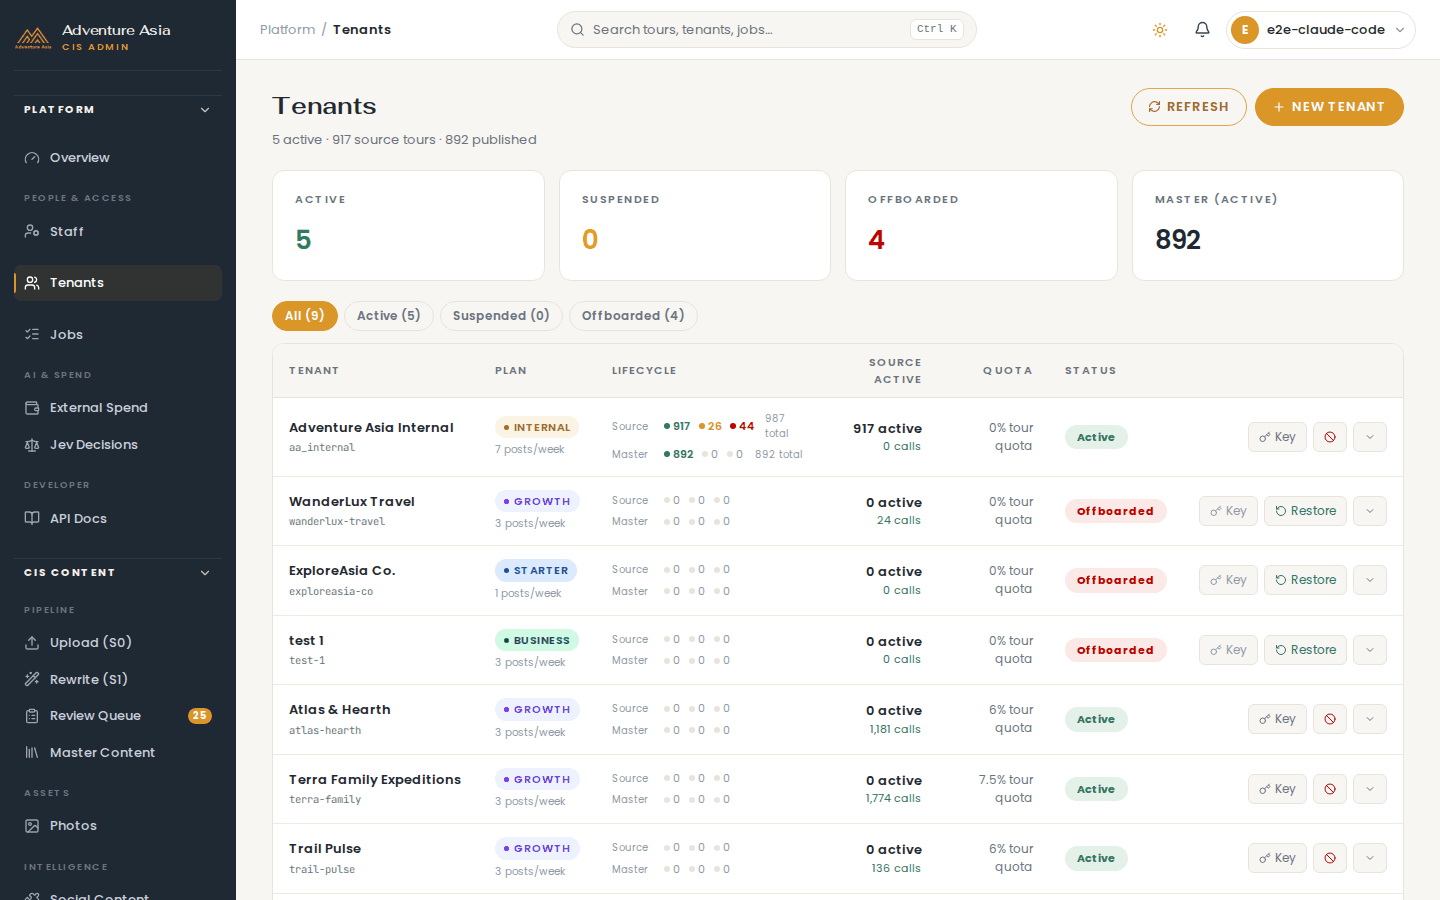 Adventure Asia
CIS ADMIN
Adventure Asia
PLATFORM
Overview
PEOPLE & ACCESS
Staff
Tenants
Jobs
AI & SPEND
External Spend
Jev Decisions
DEVELOPER
API Docs
CIS CONTENT
PIPELINE
Upload (S0)
Rewrite (S1)
Review Queue 25
Master Content
ASSETS
Photos
INTELLIGENCE
Social Content
Platform / Tenants
Search tours, tenants, jobs...
Ctrl K
E e2e-claude-code
Tenants
5 active · 917 source tours · 892 published
REFRESH
+ NEW TENANT
ACTIVE
5
SUSPENDED
0
OFFBOARDED
4
MASTER (ACTIVE)
892
All (9) Active (5) Suspended (0) Offboarded (4)
TENANT PLAN LIFECYCLE SOURCE ACTIVE QUOTA STATUS
Adventure Asia Internal
aa_internal
INTERNAL
7 posts/week
Source 917 26 44 987 total
Master 892 0 0 892 total
917 active
0 calls
0% tour quota
Active
Key
WanderLux Travel
wanderlux-travel
GROWTH
3 posts/week
Source 0 0 0
Master 0 0 0
0 active
24 calls
0% tour quota
Offboarded
Key Restore
ExploreAsia Co.
exploreasia-co
STARTER
1 posts/week
Source 0 0 0
Master 0 0 0
0 active
0 calls
0% tour quota
Offboarded
Key Restore
test 1
test-1
BUSINESS
3 posts/week
Source 0 0 0
Master 0 0 0
0 active
0 calls
0% tour quota
Offboarded
Key Restore
Atlas & Hearth
atlas-hearth
GROWTH
3 posts/week
Source 0 0 0
Master 0 0 0
0 active
1,181 calls
6% tour quota
Active
Key
Terra Family Expeditions
terra-family
GROWTH
3 posts/week
Source 0 0 0
Master 0 0 0
0 active
1,774 calls
7.5% tour quota
Active
Key
Trail Pulse
trail-pulse
GROWTH
3 posts/week
Source 0 0 0
Master 0 0 0
0 active
136 calls
6% tour quota
Active
Key